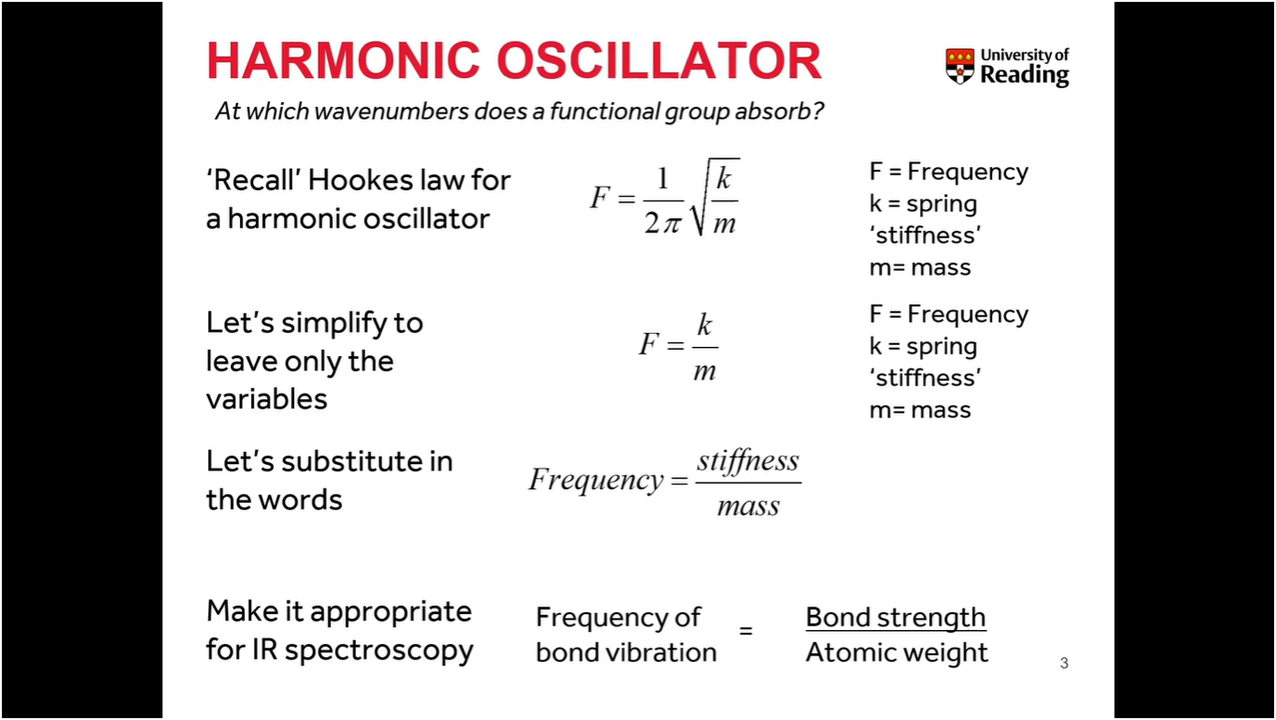 HARMONIC OSCILLATOR
University of
Reading
At which wavenumbers does a functional group absorb?
‘Recall’ Hookes law for
a harmonic oscillator
F = 1/2π √(k/m)
F = Frequency
k = spring
‘stiffness’
m= mass
Let’s simplify to
leave only the
variables
F = k/m
F = Frequency
k = spring
‘stiffness’
m= mass
Let’s substitute in
the words
Frequency = stiffness/mass
Make it appropriate
for IR spectroscopy
Frequency of
bond vibration
=
Bond strength
Atomic weight
3